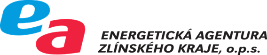 ea
ENERGETICKÁ AGENTURA
ZLÍNSKÉHO KRAJE, o.p.s.